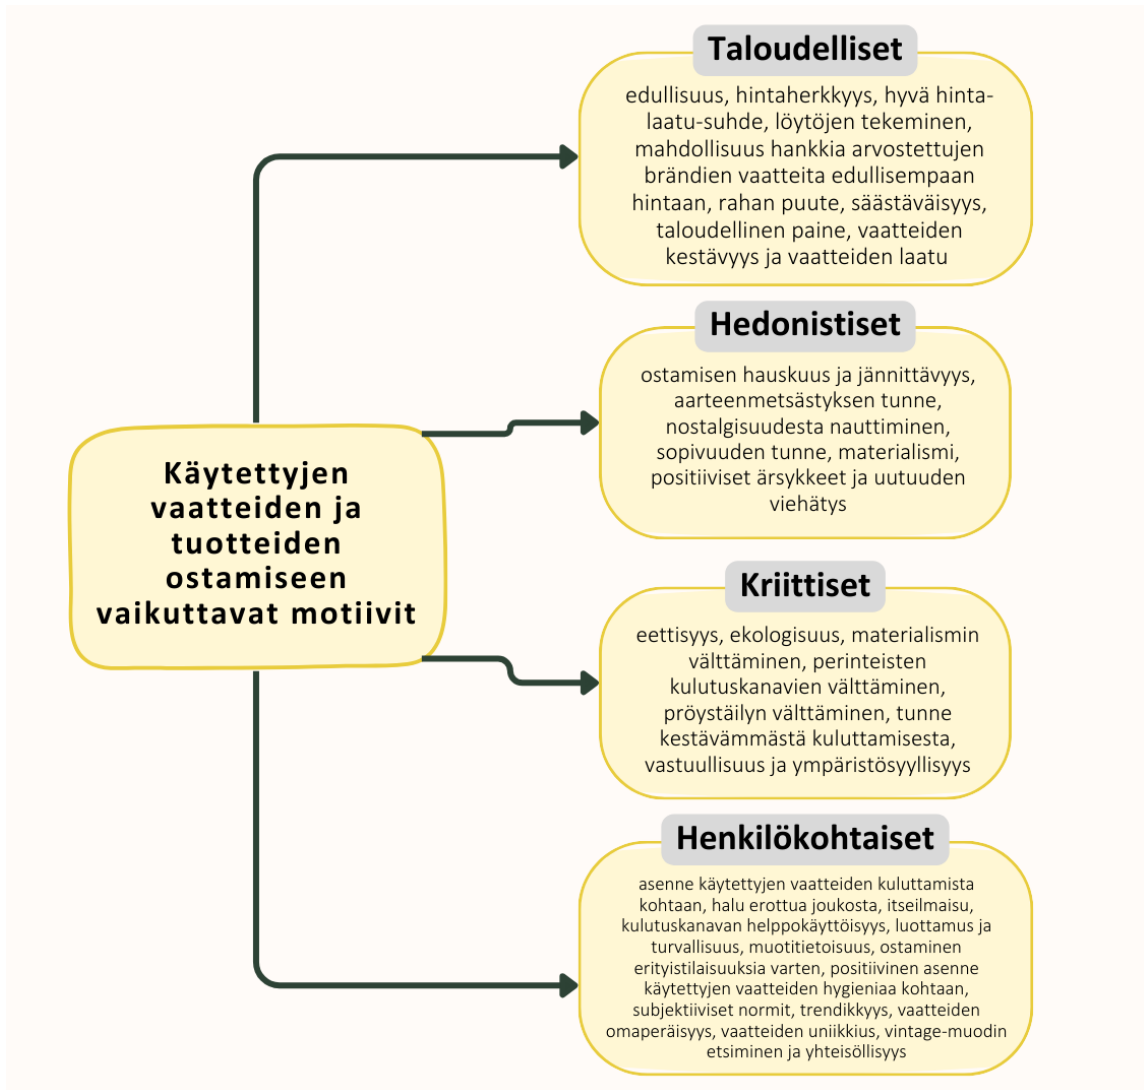 Käytettyjen
vaatteiden ja
tuotteiden
ostamiseen
vaikuttavat motiivit
Taloudelliset
edullisuus, hintaherkkyys, hyvä hinta-
laatu-suhde, löytöjen tekeminen,
mahdollisuus hankkia arvostettujen
brändien vaatteita edullisempaan
hintaan, rahan puute, säästäväisyys,
taloudellinen paine, vaatteiden
kestävyys ja vaatteiden laatu
Hedonistiset
ostamisen hauskuus ja jännittävyys,
aarteenmetsästyksen tunne,
nostalgisuudesta nauttiminen,
sopivuuden tunne, materialismi,
positiiviset ärsykkeet ja uutuuden
viehätys
Kriittiset
eettisyys, ekologisuus, materialismin
välttäminen, perinteisten
kulutuskanavien välttäminen,
pröystäilyn välttäminen, tunne
kestävämmästä kuluttamisesta,
vastuullisuus ja ympäristösyyllisyys
Henkilökohtaiset
asenne käytettyjen vaatteiden kuluttamista
kohtaan, halu erottua joukosta, itseilmaisu,
kulutuskanavan helppokäyttöisyys, luottamus ja
turvallisuus, muotitietoisuus, ostaminen
erityistilaisuuksia varten, positiivinen asenne
käytettyjen vaatteiden hygieniaa kohtaan,
subjektiiviset normit, trendikkyys, vaatteiden
omaperäisyys, vaatteiden uniikkius, vintage-muodin
etsiminen ja yhteisöllisyys